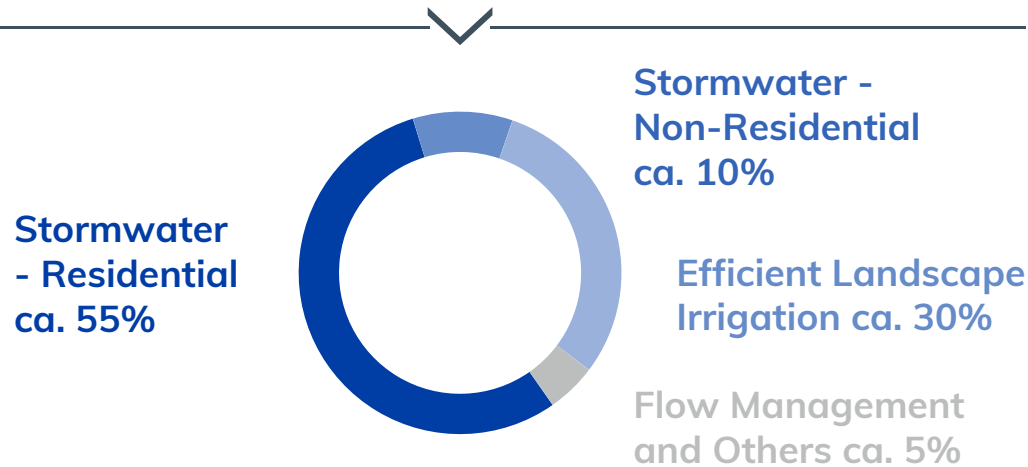 Stormwater -
Non-Residential
ca. 10%
Stormwater
- Residential
ca. 55%
Efficient Landscape
Irrigation ca. 30%
Flow Management
and Others ca. 5%